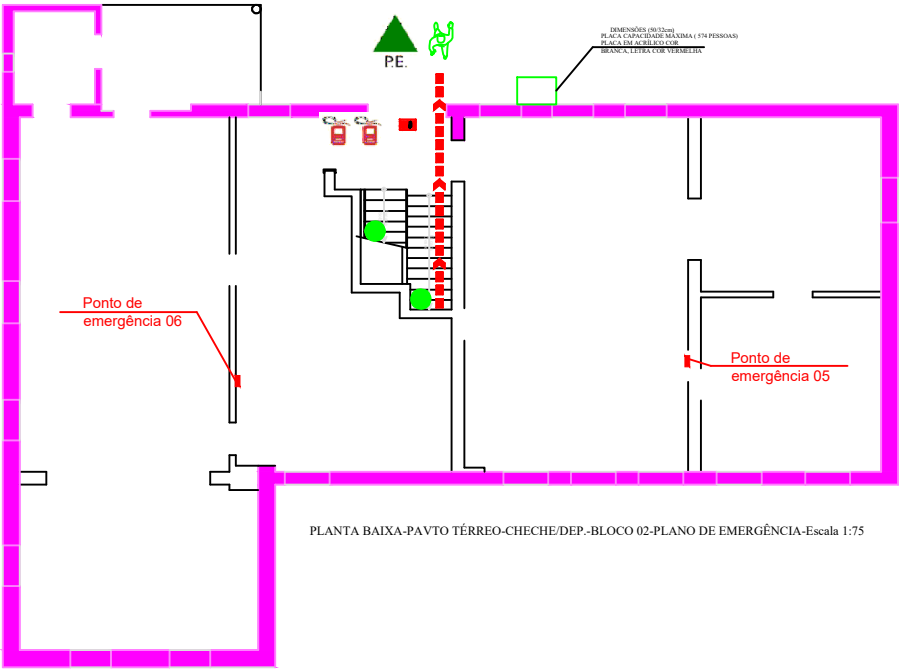 P.E.
DIMENSÕES (50/32cm)
PLACA CAPACIDADE MÁXIMA ( 574 PESSOAS)
PLACA EM ACRÍLICO COR
BRANCA, LETRA COR VERMELHA
Ponto de
emergência 06
Ponto de
emergência 05
PLANTA BAIXA-PAVTO TÉRREO-CHECHE/DEP.-BLOCO 02-PLANO DE EMERGÊNCIA-Escala 1:75